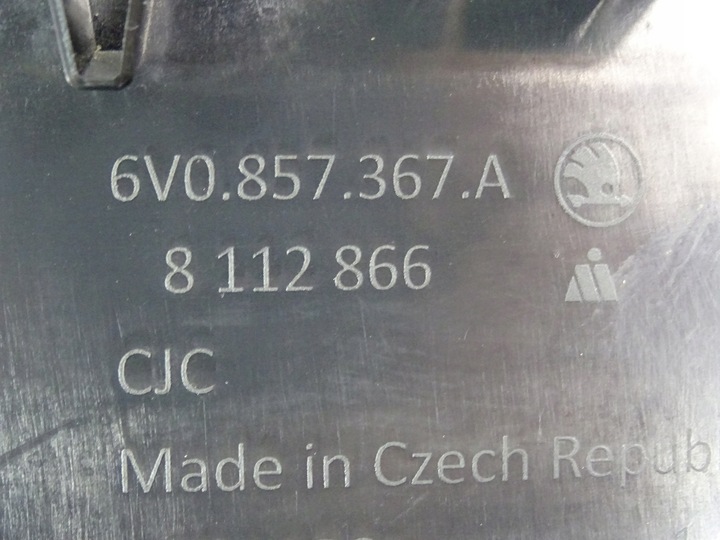 6V0.857.367.A
8 112 866
CJC
Made in Czech Repub